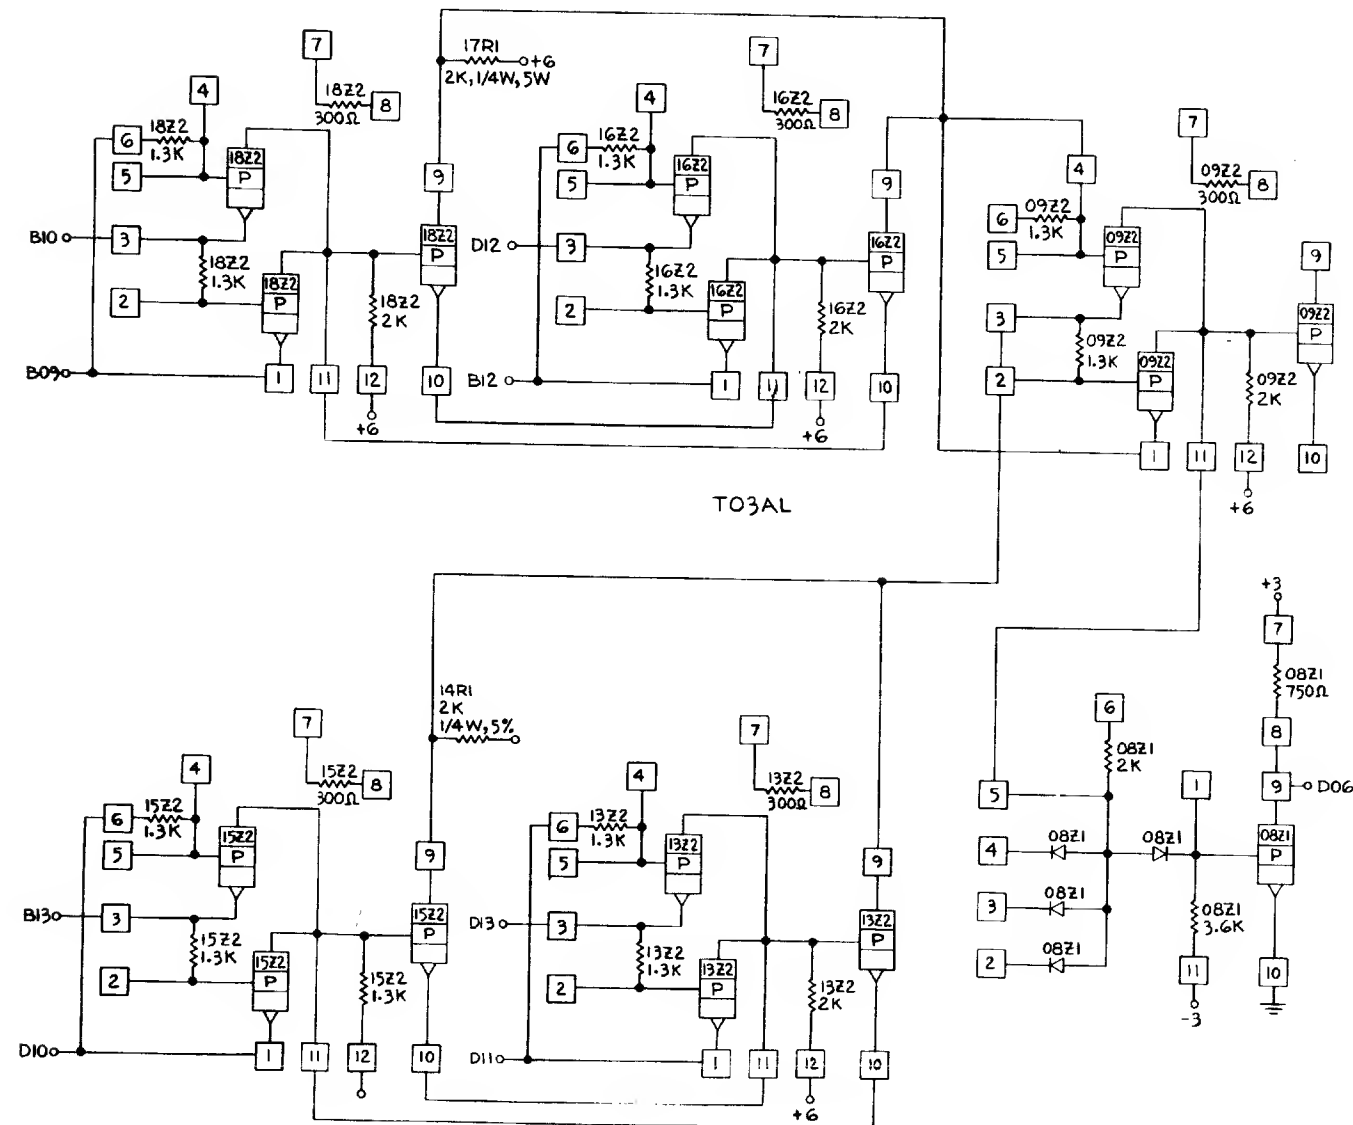 7
17R1
+6
2K, 1/4W, 5W
9
18Z2
300Ω
8
4
6
18Z2
1.3K
5
18Z2
P
B10
3
18Z2
1.3K
2
18Z2
P
B09
1
11
12
+6
18Z2
2K
9
18Z2
P
10
7
16Z2
300Ω
8
4
6
16Z2
1.3K
5
16Z2
P
D12
3
16Z2
1.3K
2
16Z2
P
B12
1
11
12
+6
16Z2
2K
9
16Z2
P
10
7
09Z2
300Ω
8
4
6
09Z2
1.3K
5
09Z2
P
3
09Z2
1.3K
2
09Z2
P
1
11
12
+6
09Z2
2K
9
09Z2
P
10
TO3AL
14R1
2K
1/4W, 5%
7
15Z2
300Ω
8
4
6
15Z2
1.3K
5
15Z2
P
B13
3
15Z2
1.3K
2
15Z2
P
D10
1
11
12
15Z2
1.3K
9
15Z2
P
10
7
13Z2
300Ω
8
4
6
13Z2
1.3K
5
13Z2
P
D13
3
13Z2
1.3K
2
13Z2
P
D11
1
11
12
+6
13Z2
2K
9
13Z2
P
10
+3
7
08Z1
750Ω
8
9
D06
6
08Z1
2K
5
4
08Z1
08Z1
1
08Z1
P
3
08Z1
08Z1
3.6K
2
08Z1
11
-3
10